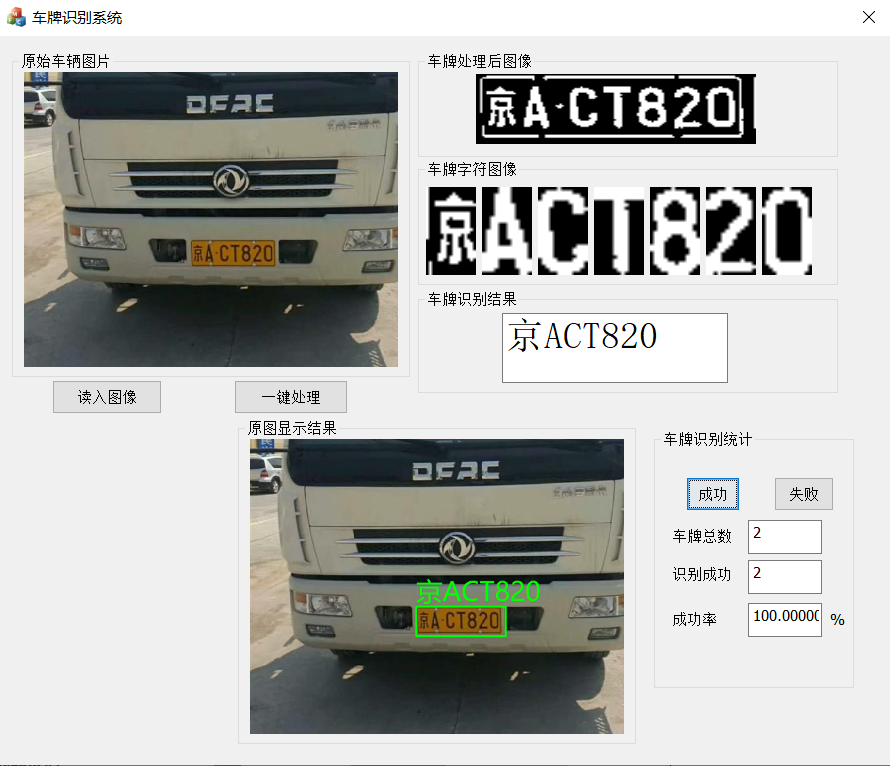 车牌识别系统
原始车辆图片
DFAC
京A·CT820
读入图像
一键处理
车牌处理后图像
京A·CT820
车牌字符图像
京ACT820
车牌识别结果
京ACT820
原图显示结果
DFAC
京ACT820
京A·CT820
车牌识别统计
成功
失败
车牌总数
2
识别成功
2
成功率
100.00000
%